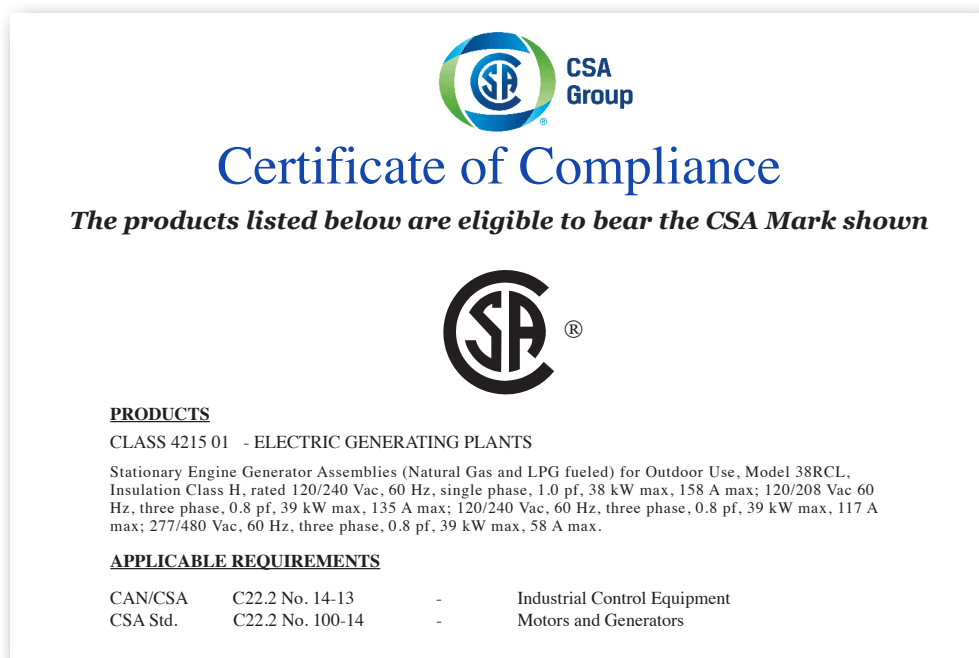 CSA
Group
®
Certificate of Compliance
The products listed below are eligible to bear the CSA Mark shown
CSA ®
PRODUCTS
CLASS 4215 01 - ELECTRIC GENERATING PLANTS
Stationary Engine Generator Assemblies (Natural Gas and LPG fueled) for Outdoor Use, Model 38RCL,
Insulation Class H, rated 120/240 Vac, 60 Hz, single phase, 1.0 pf, 38 kW max, 158 A max; 120/208 Vac 60
Hz, three phase, 0.8 pf, 39 kW max, 135 A max; 120/240 Vac, 60 Hz, three phase, 0.8 pf, 39 kW max, 117 A
max; 277/480 Vac, 60 Hz, three phase, 0.8 pf, 39 kW max, 58 A max.
APPLICABLE REQUIREMENTS
CAN/CSA C22.2 No. 14-13 - Industrial Control Equipment
CSA Std. C22.2 No. 100-14 - Motors and Generators